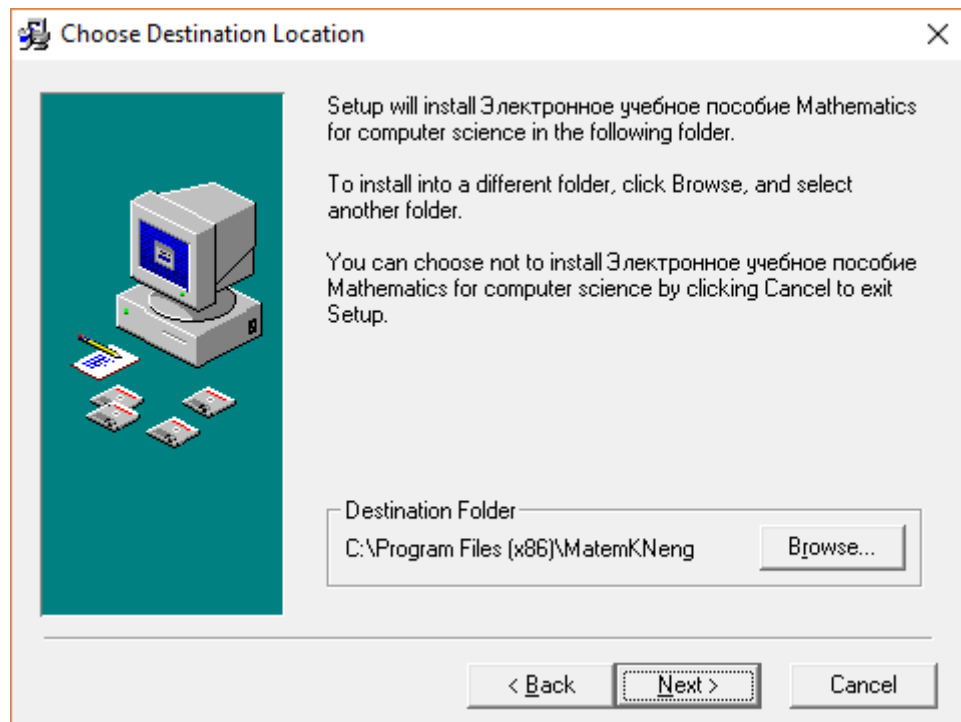 Choose Destination Location
Setup will install Электронное учебное пособие Mathematics
for computer science in the following folder.
To install into a different folder, click Browse, and select
another folder.
You can choose not to install Электронное учебное пособие
Mathematics for computer science by clicking Cancel to exit
Setup.
Destination Folder
C:\Program Files (x86)\MatemKNeng
Browse...
< Back
Next >
Cancel